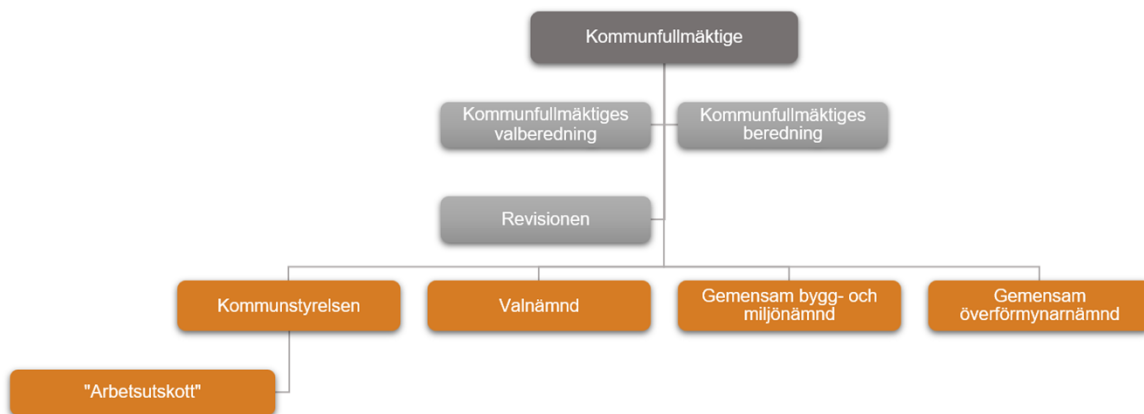 Kommunfullmäktige
Kommunfullmäktiges
valberedning
Kommunfullmäktiges
beredning
Revisionen
Kommunstyrelsen
Valnämnd
Gemensam bygg- och
miljönämnd
Gemensam
överförmynarnämnd
"Arbetsutskott"